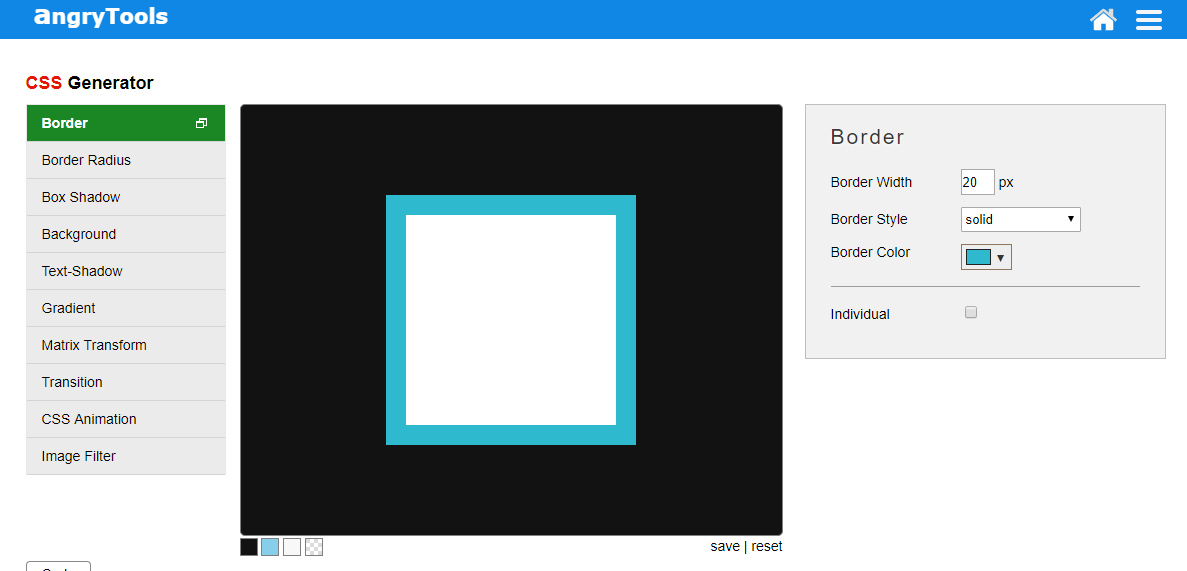 angryTools
CSS Generator
Border
Border Radius
Box Shadow
Background
Text-Shadow
Gradient
Matrix Transform
Transition
CSS Animation
Image Filter
save | reset
Border
Border Width 20 px
Border Style solid
Border Color
Individual